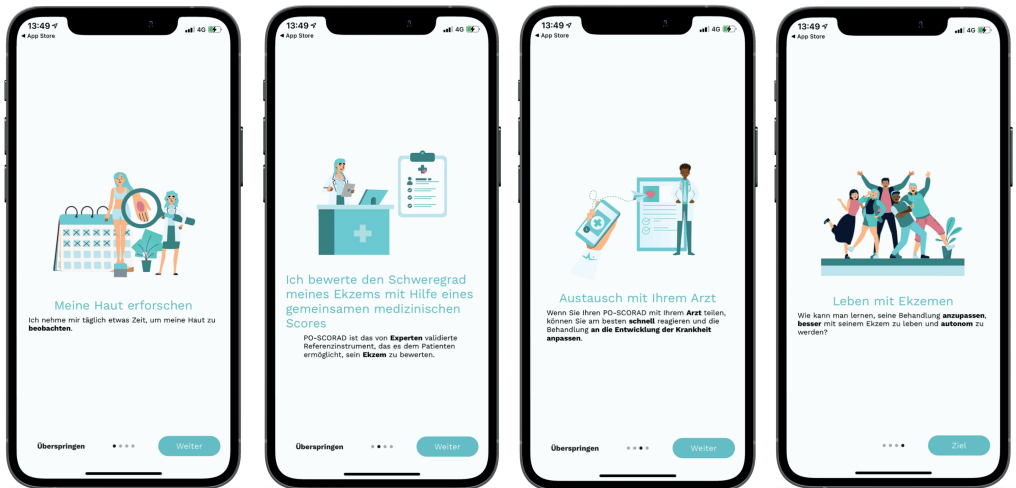 13:49
App Store
4G
Meine Haut erforschen
Ich nehme mir täglich etwas Zeit, um meine Haut zu
beobachten.
Überspringen
Weiter
13:49
App Store
4G
Ich bewerte den Schweregrad
meines Ekzems mit Hilfe eines
gemeinsamen medizinischen
Scores
PO-SCORAD ist das von Experten validierte
Referenzinstrument, das es dem Patienten
ermöglicht, sein Ekzem zu bewerten.
Überspringen
Weiter
13:49
App Store
4G
Austausch mit Ihrem Arzt
Wenn Sie Ihren PO-SCORAD mit Ihrem Arzt teilen,
können Sie am besten schnell reagieren und die
Behandlung an die Entwicklung der Krankheit
anpassen.
Überspringen
Weiter
13:49
App Store
4G
Leben mit Ekzemen
Wie kann man lernen, seine Behandlung anzupassen,
besser mit seinem Ekzem zu leben und autonom zu
werden?
Ziel